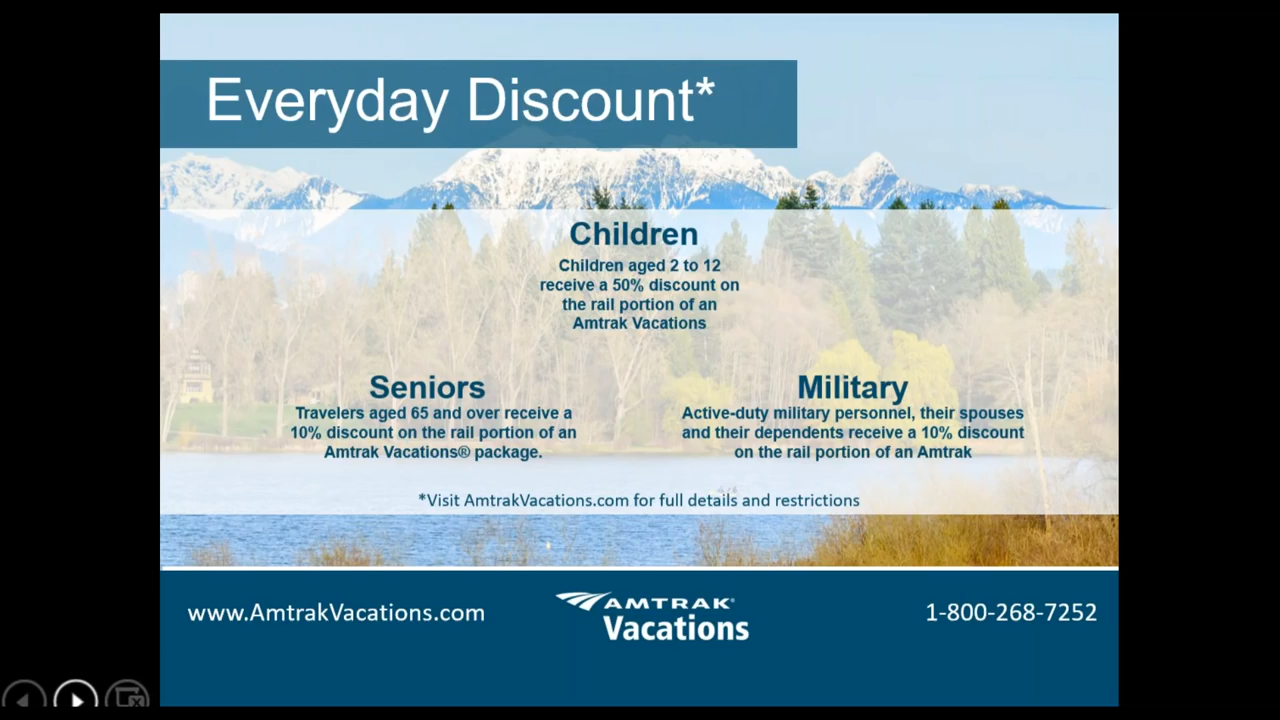 Everyday Discount*
Children
Children aged 2 to 12
receive a 50% discount on
the rail portion of an
Amtrak Vacations
Seniors
Travelers aged 65 and over receive a
10% discount on the rail portion of an
Amtrak Vacations® package.
Military
Active-duty military personnel, their spouses
and their dependents receive a 10% discount
on the rail portion of an Amtrak
*Visit AmtrakVacations.com for full details and restrictions
www.AmtrakVacations.com
AMTRAK®
Vacations
1-800-268-7252